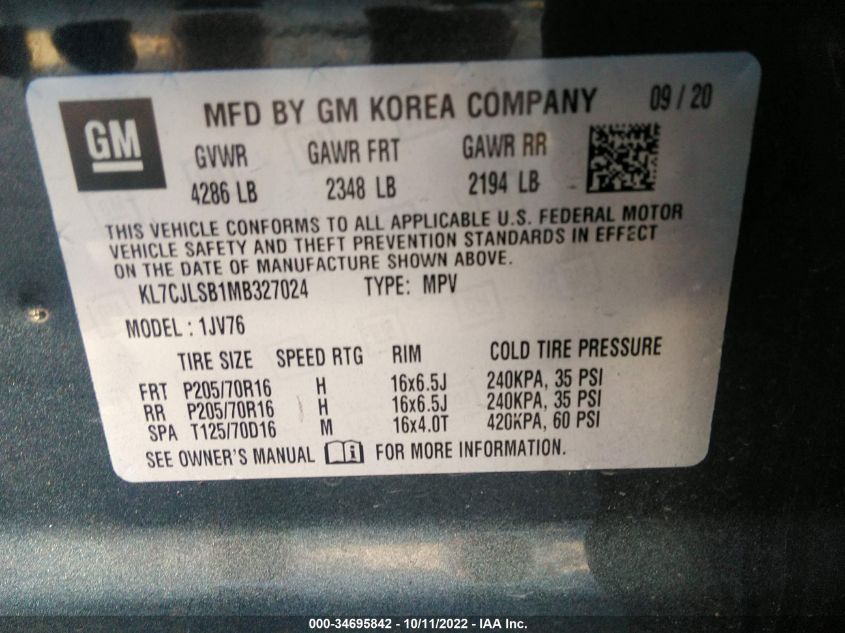 GM
MFD BY GM KOREA COMPANY 09 / 20
GVWR GAWR FRT GAWR RR
4286 LB 2348 LB 2194 LB
THIS VEHICLE CONFORMS TO ALL APPLICABLE U.S. FEDERAL MOTOR
VEHICLE SAFETY AND THEFT PREVENTION STANDARDS IN EFFECT
ON THE DATE OF MANUFACTURE SHOWN ABOVE.
KL7CJLSB1MB327024 TYPE: MPV
MODEL : 1JV76
TIRE SIZE SPEED RTG RIM COLD TIRE PRESSURE
FRT P205/70R16 H 16x6.5J 240KPA, 35 PSI
RR P205/70R16 H 16x6.5J 240KPA, 35 PSI
SPA T125/70D16 M 16x4.0T 420KPA, 60 PSI
SEE OWNER'S MANUAL i FOR MORE INFORMATION.
000-34695842 - 10/11/2022 - IAA Inc.